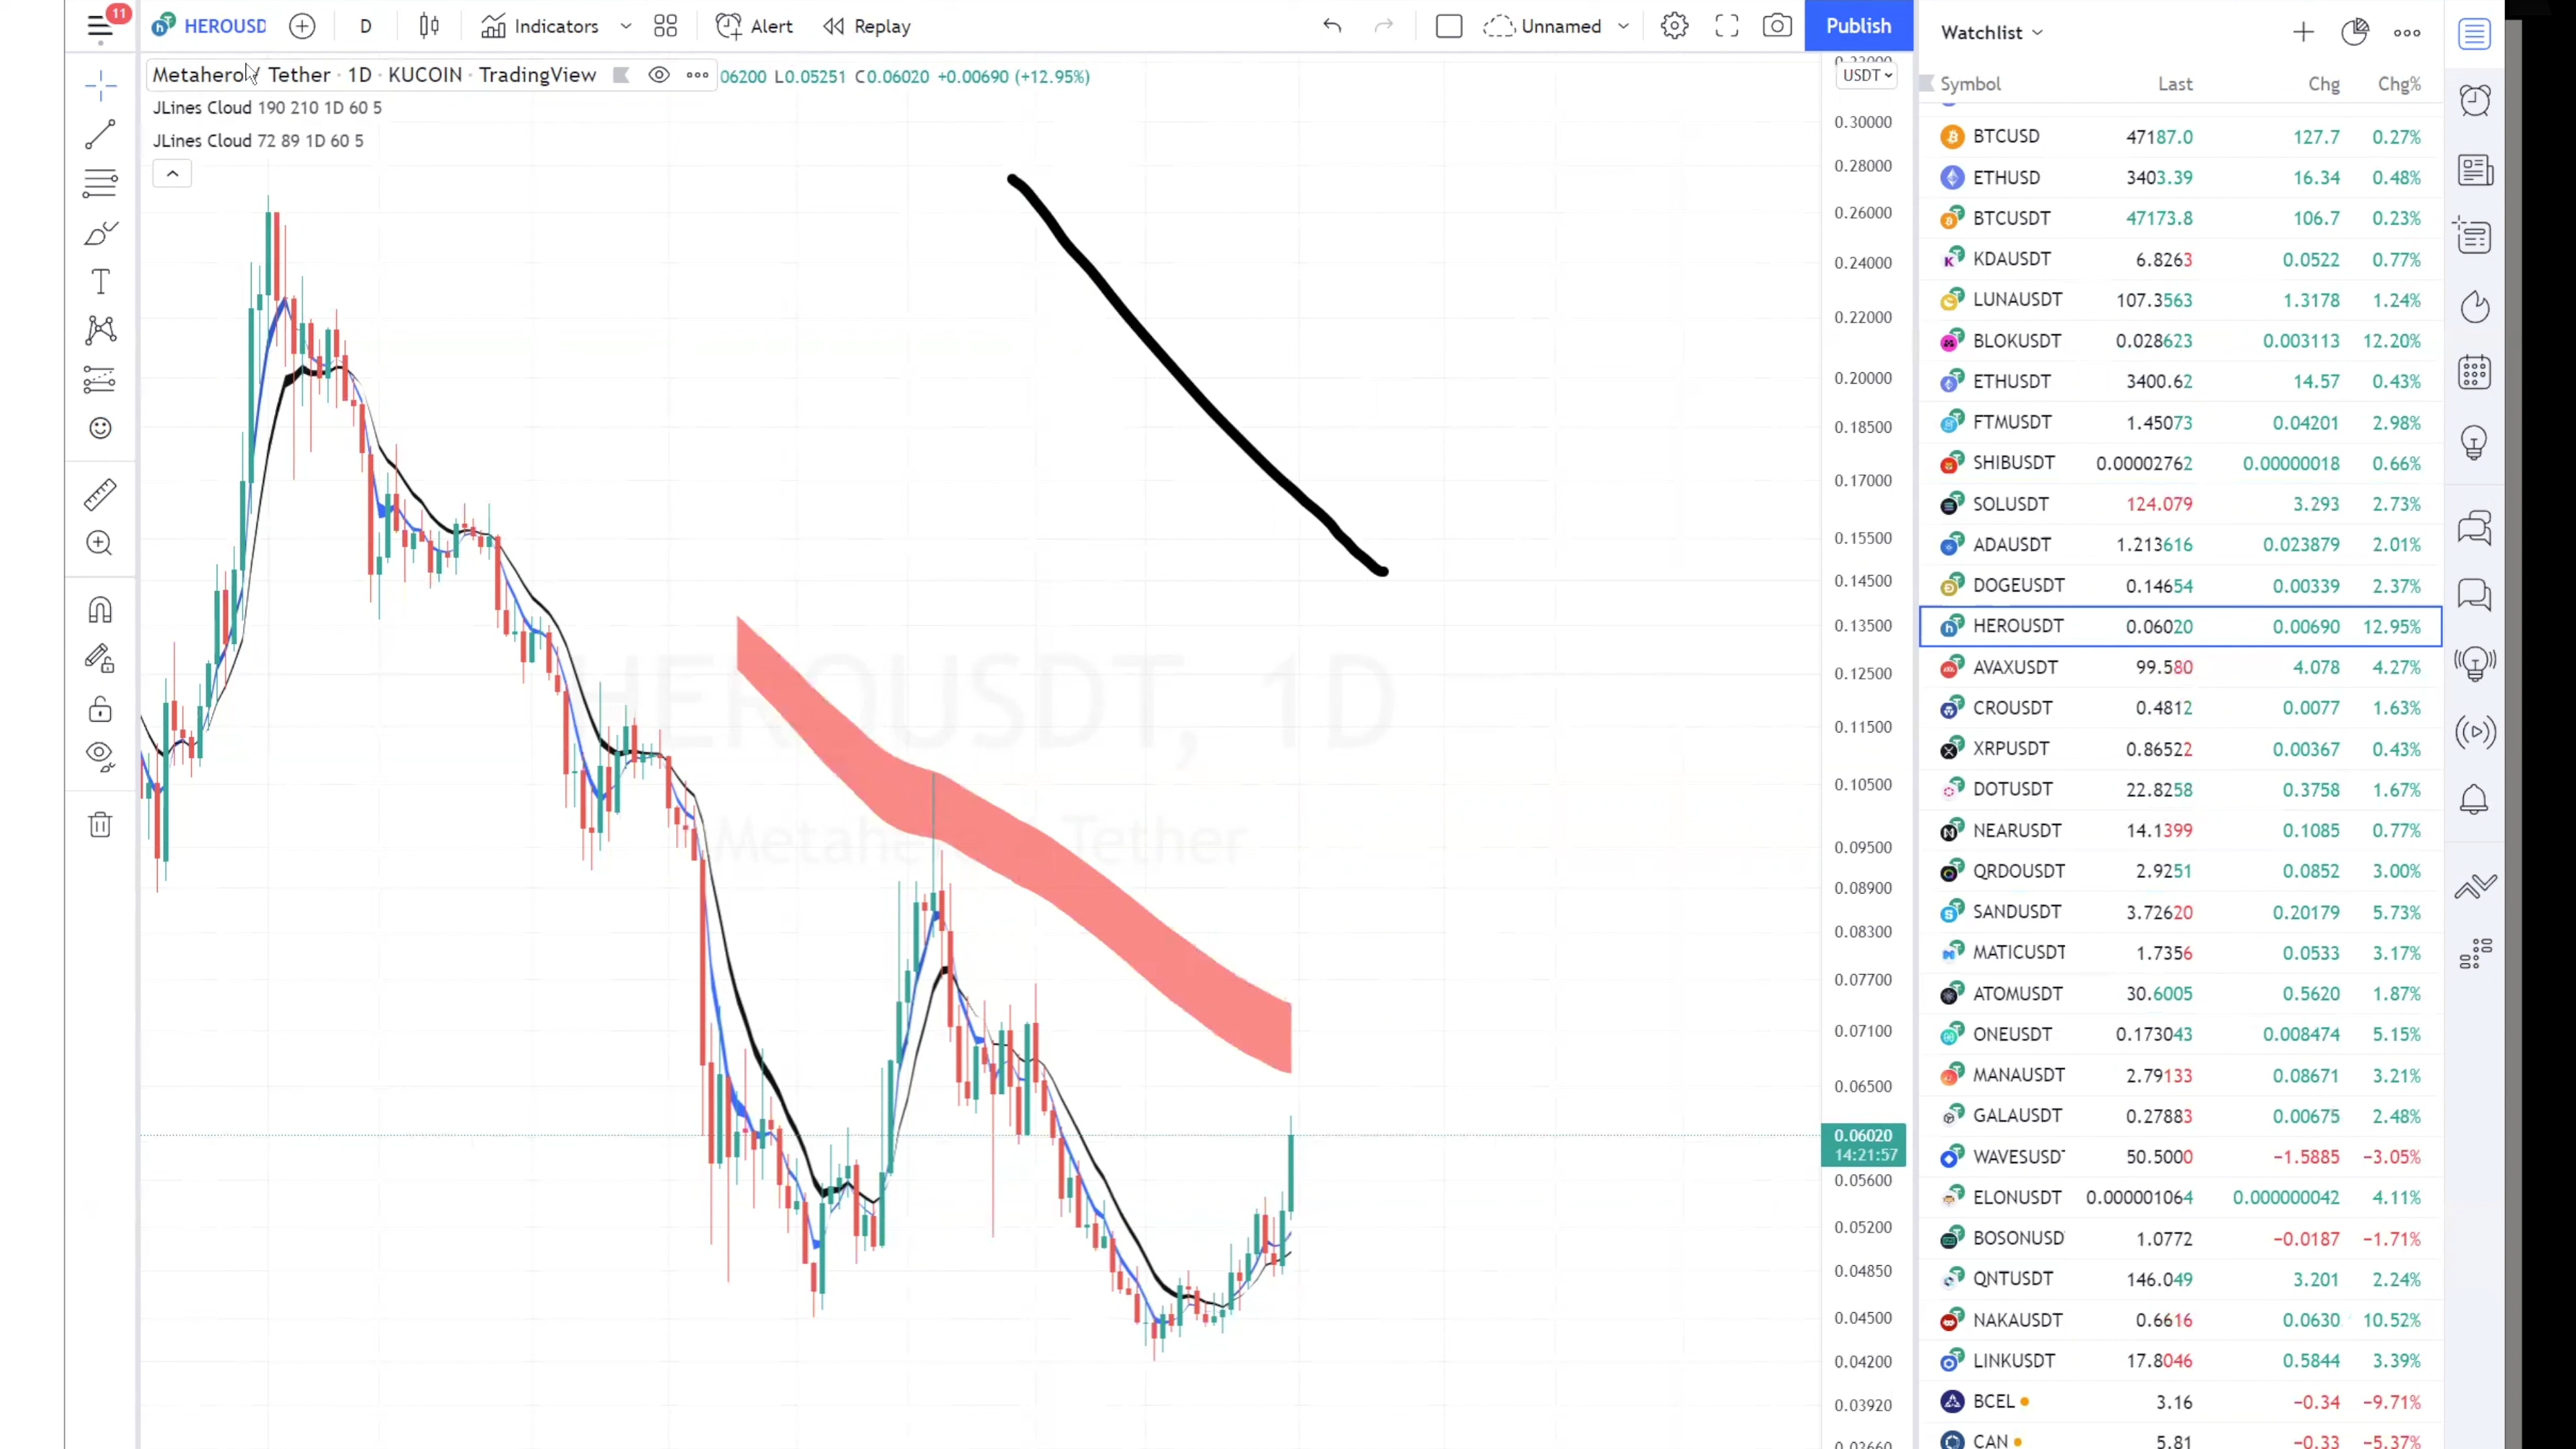 11
HEROUSD
D
Indicators
Alert
Replay
Unnamed
Publish
Metahero / Tether · 1D · KUCOIN · TradingView
06200 L0.05251 C0.06020 +0.00690 (+12.95%)
USDT
JLines Cloud 190 210 1D 60 5
JLines Cloud 72 89 1D 60 5
HEROUSDT, 1D
Tether
0.30000
0.28000
0.26000
0.24000
0.22000
0.20000
0.18500
0.17000
0.15500
0.14500
0.13500
0.12500
0.11500
0.10500
0.09500
0.08900
0.08300
0.07700
0.07100
0.06500
0.06020
14:21:57
0.05600
0.05200
0.04850
0.04500
0.04200
0.03920
Watchlist
Symbol Last Chg Chg%
BTCUSD 47187.0 127.7 0.27%
ETHUSD 3403.39 16.34 0.48%
BTCUSDT 47173.8 106.7 0.23%
KDAUSDT 6.8263 0.0522 0.77%
LUNAUSDT 107.3563 1.3178 1.24%
BLOKUSDT 0.028623 0.003113 12.20%
ETHUSDT 3400.62 14.57 0.43%
FTMUSDT 1.45073 0.04201 2.98%
SHIBUSDT 0.00002762 0.00000018 0.66%
SOLUSDT 124.079 3.293 2.73%
ADAUSDT 1.213616 0.023879 2.01%
DOGEUSDT 0.14654 0.00339 2.37%
HEROUSDT 0.06020 0.00690 12.95%
AVAXUSDT 99.580 4.078 4.27%
CROUSDT 0.4812 0.0077 1.63%
XRPUSDT 0.86522 0.00367 0.43%
DOTUSDT 22.8258 0.3758 1.67%
NEARUSDT 14.1399 0.1085 0.77%
QRDOUSDT 2.9251 0.0852 3.00%
SANDUSDT 3.72620 0.20179 5.73%
MATICUSDT 1.7356 0.0533 3.17%
ATOMUSDT 30.6005 0.5620 1.87%
ONEUSDT 0.173043 0.008474 5.15%
MANAUSDT 2.79133 0.08671 3.21%
GALAUSDT 0.27883 0.00675 2.48%
WAVESUSD 50.5000 −1.5885 −3.05%
ELONUSDT 0.000001064 0.000000042 4.11%
BOSONUSD 1.0772 −0.0187 −1.71%
QNTUSDT 146.049 3.201 2.24%
NAKAUSDT 0.6616 0.0630 10.52%
LINKUSDT 17.8046 0.5844 3.39%
BCEL 3.16 −0.34 −9.71%
CAN 5.81 −0.33 −5.37%